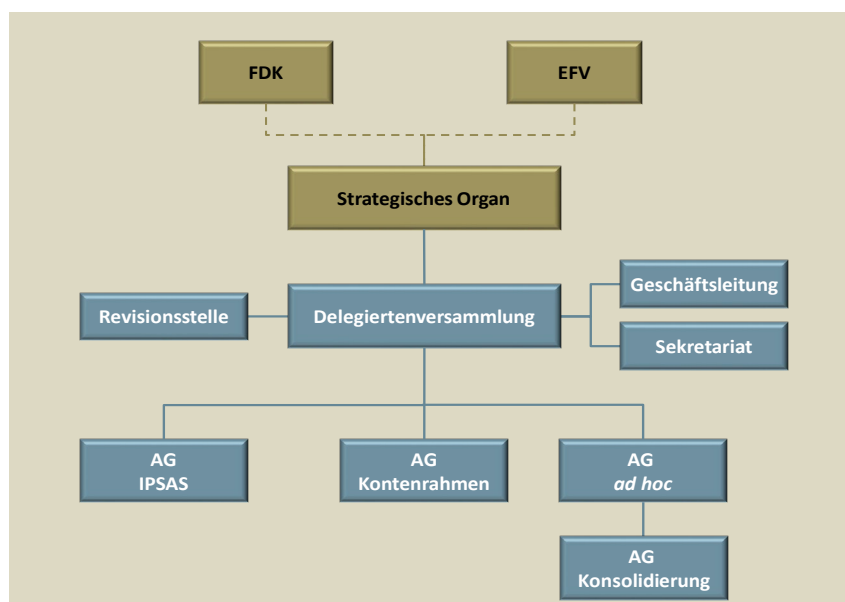 FDK
EFV
Strategisches Organ
Geschäftsleitung
Revisionsstelle
Delegiertenversammlung
Sekretariat
AG
IPSAS
AG
Kontenrahmen
AG
ad hoc
AG
Konsolidierung